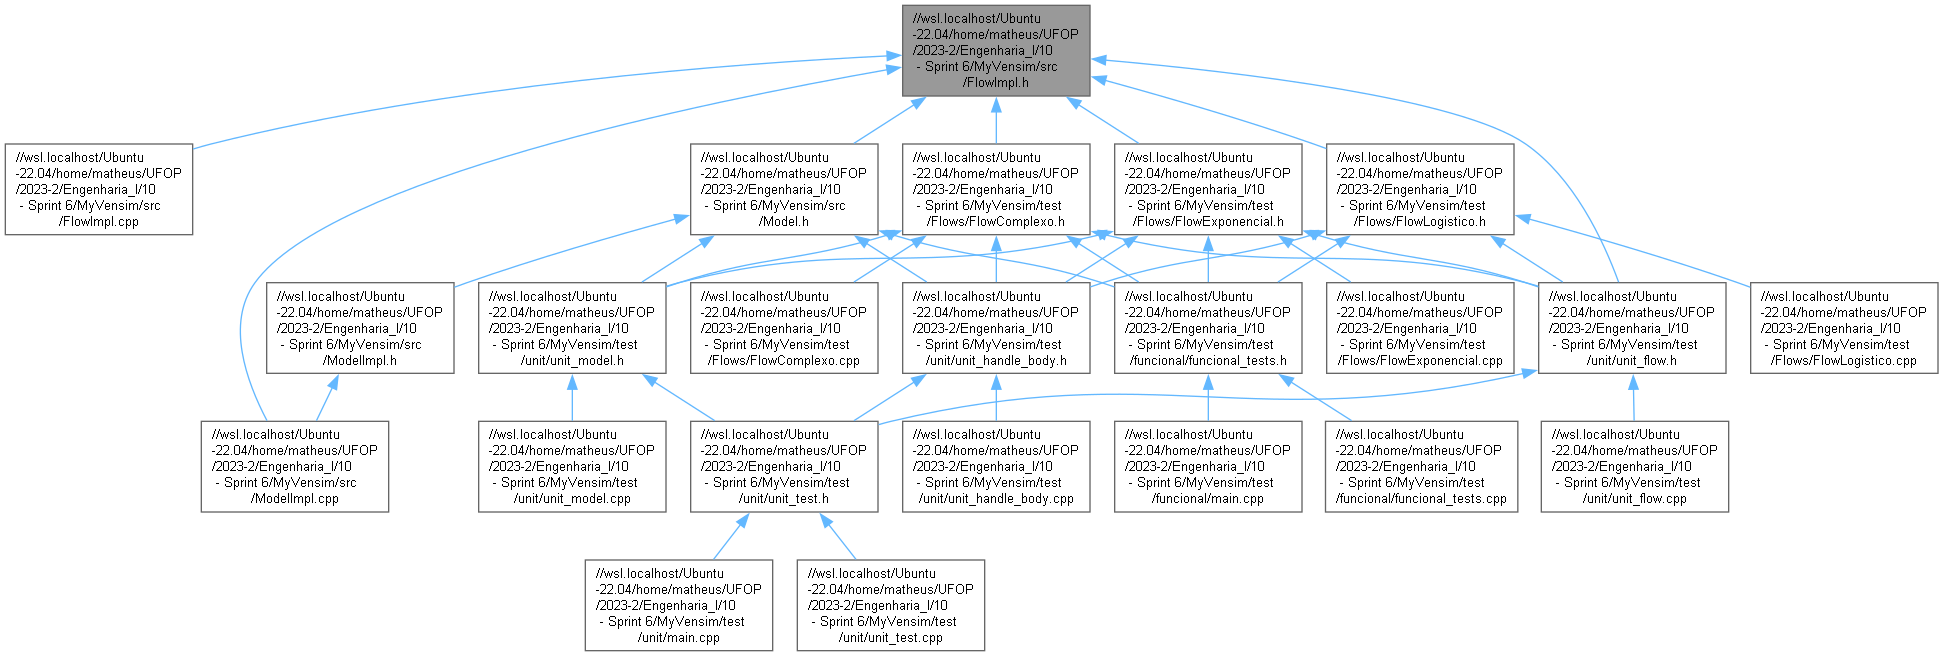 //wsl.localhost/Ubuntu
-22.04/home/matheus/UFOP
/2023-2/Engenharia_I/10
- Sprint 6/MyVensim/src
/FlowImpl.h
//wsl.localhost/Ubuntu
-22.04/home/matheus/UFOP
/2023-2/Engenharia_I/10
- Sprint 6/MyVensim/src
/FlowImpl.cpp
//wsl.localhost/Ubuntu
-22.04/home/matheus/UFOP
/2023-2/Engenharia_I/10
- Sprint 6/MyVensim/src
/Model.h
//wsl.localhost/Ubuntu
-22.04/home/matheus/UFOP
/2023-2/Engenharia_I/10
- Sprint 6/MyVensim/test
/Flows/FlowComplexo.h
//wsl.localhost/Ubuntu
-22.04/home/matheus/UFOP
/2023-2/Engenharia_I/10
- Sprint 6/MyVensim/test
/Flows/FlowExponencial.h
//wsl.localhost/Ubuntu
-22.04/home/matheus/UFOP
/2023-2/Engenharia_I/10
- Sprint 6/MyVensim/test
/Flows/FlowLogistico.h
//wsl.localhost/Ubuntu
-22.04/home/matheus/UFOP
/2023-2/Engenharia_I/10
- Sprint 6/MyVensim/src
/ModelImpl.h
//wsl.localhost/Ubuntu
-22.04/home/matheus/UFOP
/2023-2/Engenharia_I/10
- Sprint 6/MyVensim/test
/unit/unit_model.h
//wsl.localhost/Ubuntu
-22.04/home/matheus/UFOP
/2023-2/Engenharia_I/10
- Sprint 6/MyVensim/test
/Flows/FlowComplexo.cpp
//wsl.localhost/Ubuntu
-22.04/home/matheus/UFOP
/2023-2/Engenharia_I/10
- Sprint 6/MyVensim/test
/unit/unit_handle_body.h
//wsl.localhost/Ubuntu
-22.04/home/matheus/UFOP
/2023-2/Engenharia_I/10
- Sprint 6/MyVensim/test
/funcional/funcional_tests.h
//wsl.localhost/Ubuntu
-22.04/home/matheus/UFOP
/2023-2/Engenharia_I/10
- Sprint 6/MyVensim/test
/Flows/FlowExponencial.cpp
//wsl.localhost/Ubuntu
-22.04/home/matheus/UFOP
/2023-2/Engenharia_I/10
- Sprint 6/MyVensim/test
/unit/unit_flow.h
//wsl.localhost/Ubuntu
-22.04/home/matheus/UFOP
/2023-2/Engenharia_I/10
- Sprint 6/MyVensim/test
/Flows/FlowLogistico.cpp
//wsl.localhost/Ubuntu
-22.04/home/matheus/UFOP
/2023-2/Engenharia_I/10
- Sprint 6/MyVensim/src
/ModelImpl.cpp
//wsl.localhost/Ubuntu
-22.04/home/matheus/UFOP
/2023-2/Engenharia_I/10
- Sprint 6/MyVensim/test
/unit/unit_model.cpp
//wsl.localhost/Ubuntu
-22.04/home/matheus/UFOP
/2023-2/Engenharia_I/10
- Sprint 6/MyVensim/test
/unit/unit_test.h
//wsl.localhost/Ubuntu
-22.04/home/matheus/UFOP
/2023-2/Engenharia_I/10
- Sprint 6/MyVensim/test
/unit/unit_handle_body.cpp
//wsl.localhost/Ubuntu
-22.04/home/matheus/UFOP
/2023-2/Engenharia_I/10
- Sprint 6/MyVensim/test
/funcional/main.cpp
//wsl.localhost/Ubuntu
-22.04/home/matheus/UFOP
/2023-2/Engenharia_I/10
- Sprint 6/MyVensim/test
/funcional/funcional_tests.cpp
//wsl.localhost/Ubuntu
-22.04/home/matheus/UFOP
/2023-2/Engenharia_I/10
- Sprint 6/MyVensim/test
/unit/unit_flow.cpp
//wsl.localhost/Ubuntu
-22.04/home/matheus/UFOP
/2023-2/Engenharia_I/10
- Sprint 6/MyVensim/test
/unit/main.cpp
//wsl.localhost/Ubuntu
-22.04/home/matheus/UFOP
/2023-2/Engenharia_I/10
- Sprint 6/MyVensim/test
/unit/unit_test.cpp